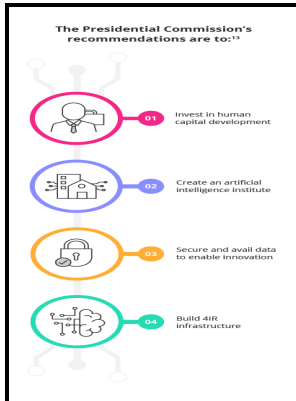 The Presidential Commission's
recommendations are to:¹³
01
Invest in human
capital development
02
Create an artificial
intelligence institute
03
Secure and avail data
to enable innovation
04
Build 4IR
infrastructure